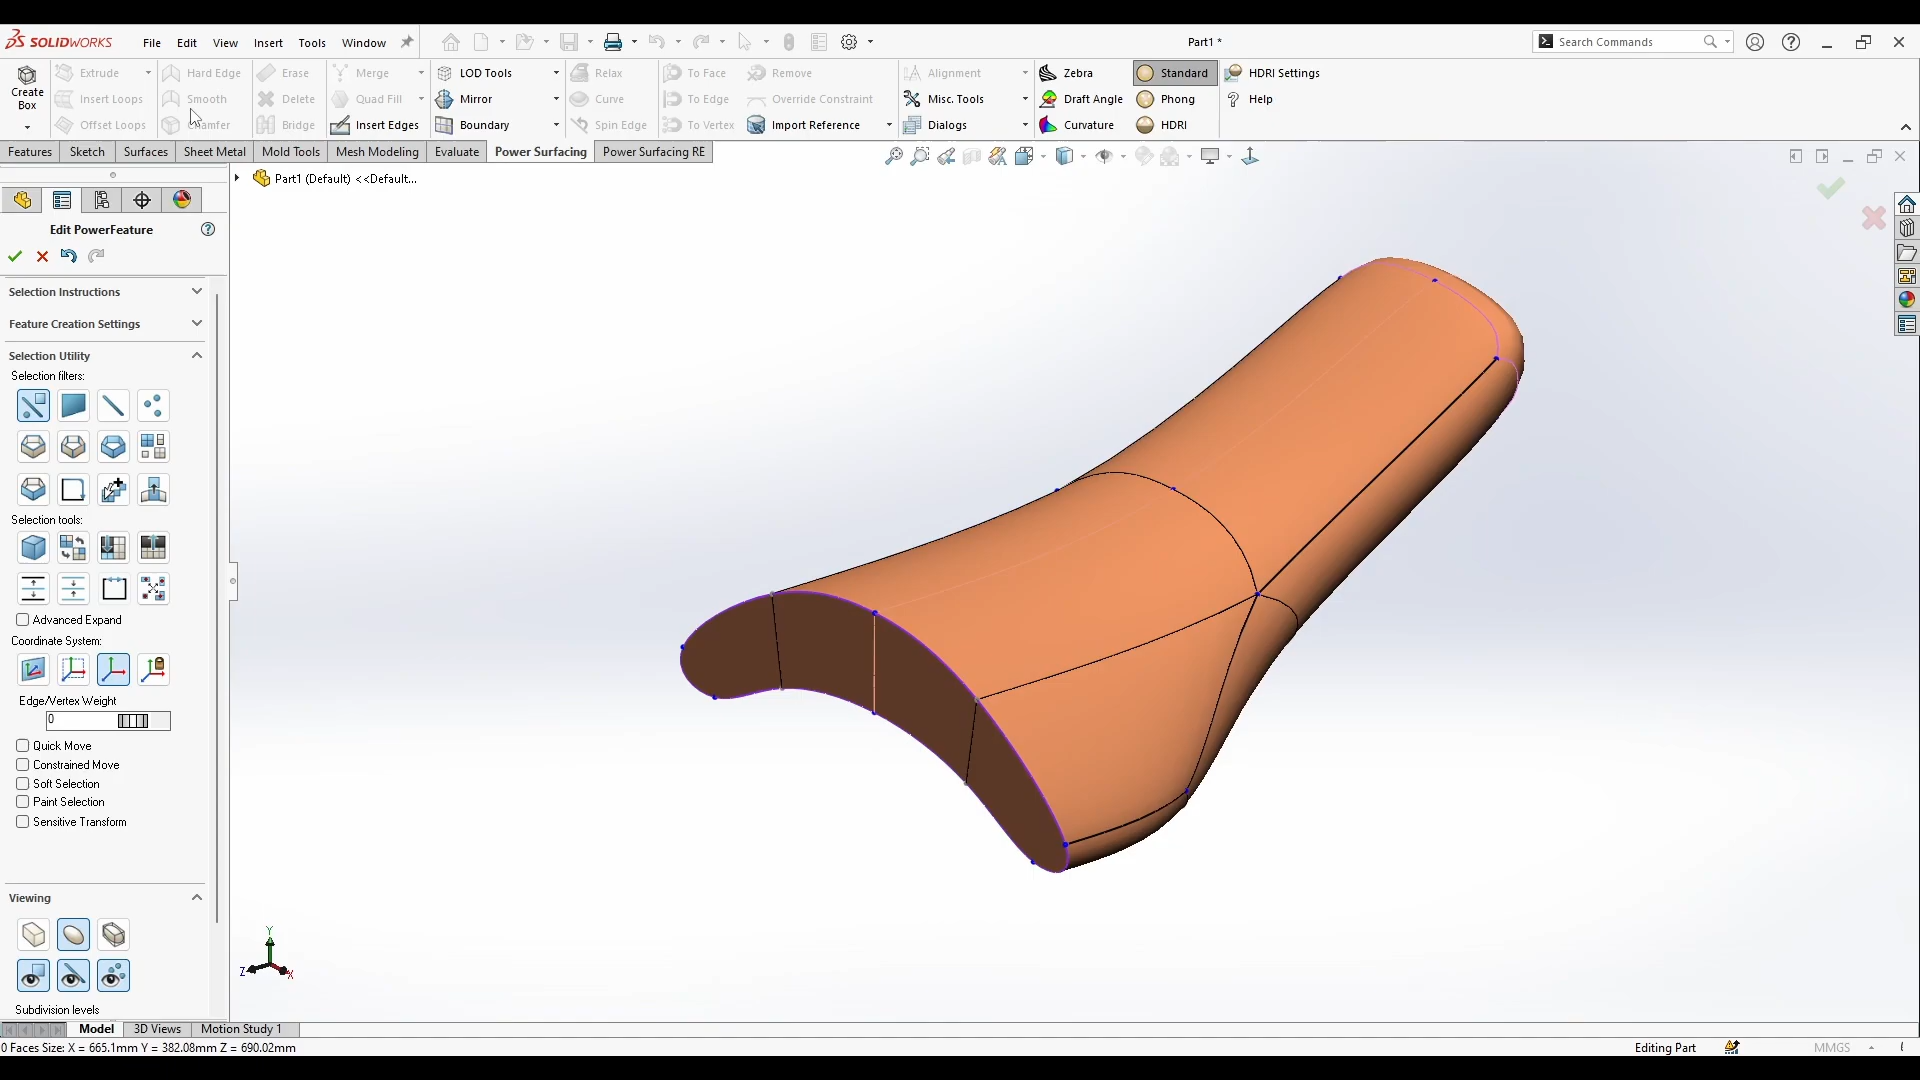 SOLIDWORKS File Edit View Insert Tools Window Part1 * Search Commands
Create Box
Extrude Hard Edge Erase Merge LOD Tools Relax To Face Remove Alignment Zebra Standard HDRI Settings
Insert Loops Smooth Delete Quad Fill Mirror Curve To Edge Override Constraint Misc. Tools Draft Angle Phong Help
Offset Loops Chamfer Bridge Insert Edges Boundary Spin Edge To Vertex Import Reference Dialogs Curvature HDRI
Features Sketch Surfaces Sheet Metal Mold Tools Mesh Modeling Evaluate Power Surfacing Power Surfacing RE
Part1 (Default) <<Default...
Edit PowerFeature
Selection Instructions
Feature Creation Settings
Selection Utility
Selection filters:
Selection tools:
Advanced Expand
Coordinate System:
Edge/Vertex Weight
0
Quick Move
Constrained Move
Soft Selection
Paint Selection
Sensitive Transform
Viewing
Subdivision levels
Y
Z X
Model 3D Views Motion Study 1
0 Faces Size: X = 665.1mm Y = 382.08mm Z = 690.02mm Editing Part MMGS